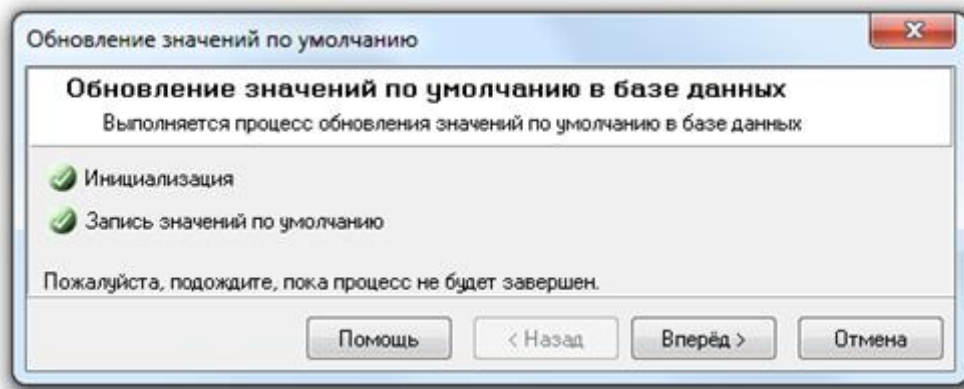 Обновление значений по умолчанию
Обновление значений по умолчанию в базе данных
Выполняется процесс обновления значений по умолчанию в базе данных
Инициализация
Запись значений по умолчанию
Пожалуйста, подождите, пока процесс не будет завершен.
Помощь < Назад Вперёд > Отмена